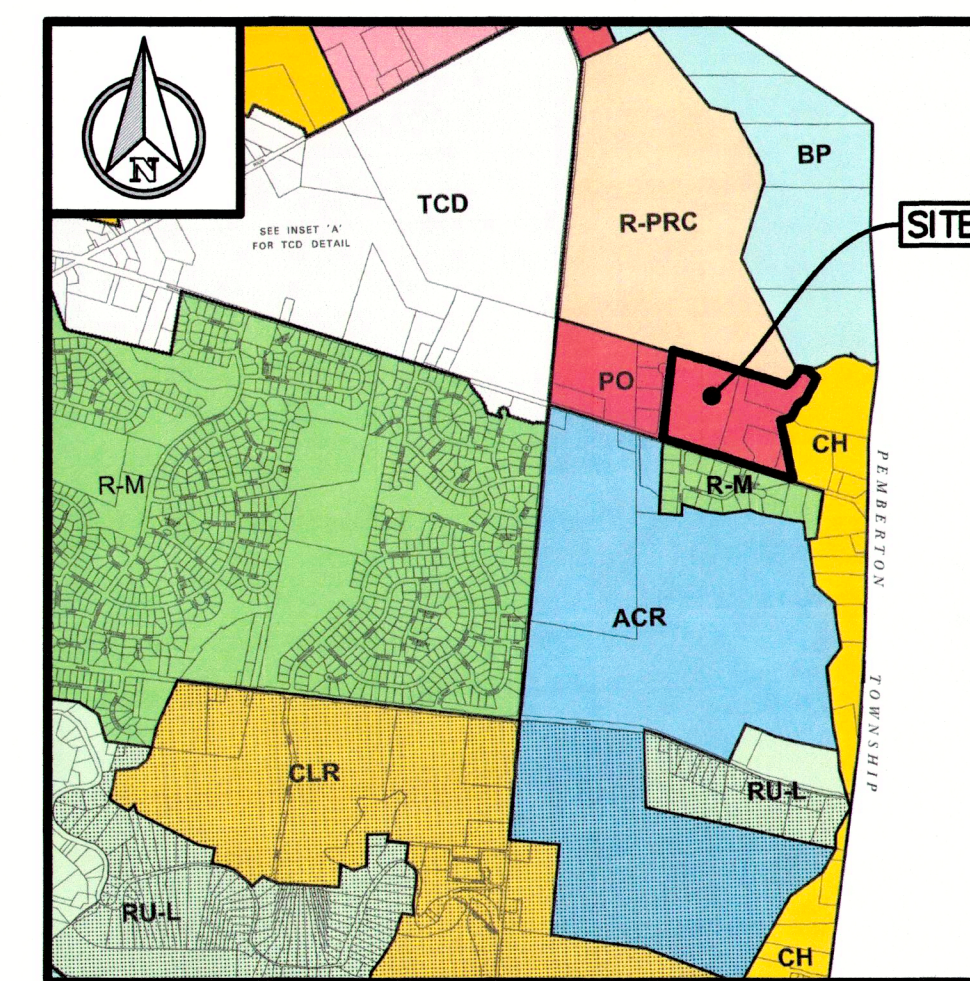 N
TCD
SEE INSET 'A'
FOR TCD DETAIL
BP
R-PRC
SITE
PO
CH
R-M
R-M
PEMBERTON
TOWNSHIP
ACR
CLR
RU-L
RU-L
CH